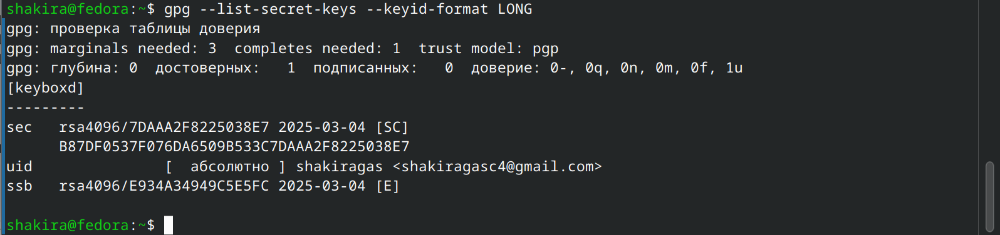 shakira@fedora:~$ gpg --list-secret-keys --keyid-format LONG
gpg: проверка таблицы доверия
gpg: marginals needed: 3  completes needed: 1  trust model: pgp
gpg: глубина: 0  достоверных:   1  подписанных:   0  доверие: 0-, 0q, 0n, 0m, 0f, 1u
[keyboxd]
---------
sec   rsa4096/7DAAA2F8225038E7 2025-03-04 [SC]
      B87DF0537F076DA6509B533C7DAAA2F8225038E7
uid               [  абсолютно ] shakiragas <shakiragasc4@gmail.com>
ssb   rsa4096/E934A34949C5E5FC 2025-03-04 [E]
shakira@fedora:~$